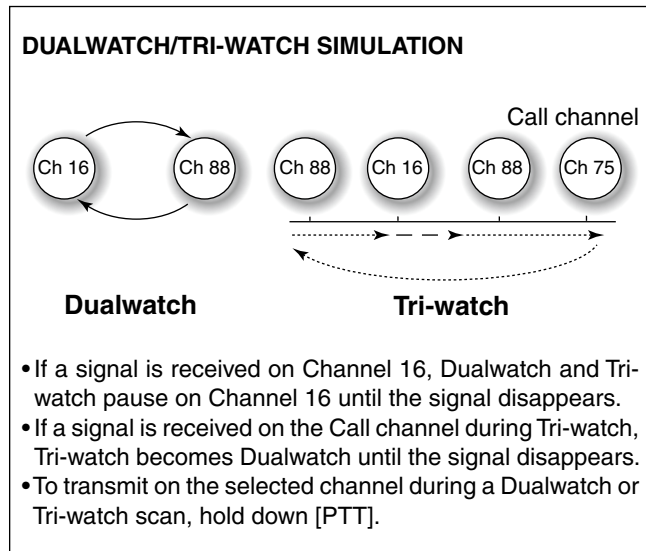 DUALWATCH/TRI-WATCH SIMULATION
Call channel
Ch 16
Ch 88
Ch 88
Ch 16
Ch 88
Ch 75
Dualwatch
Tri-watch
•If a signal is received on Channel 16, Dualwatch and Tri-
watch pause on Channel 16 until the signal disappears.
•If a signal is received on the Call channel during Tri-watch,
Tri-watch becomes Dualwatch until the signal disappears.
•To transmit on the selected channel during a Dualwatch or
Tri-watch scan, hold down [PTT].